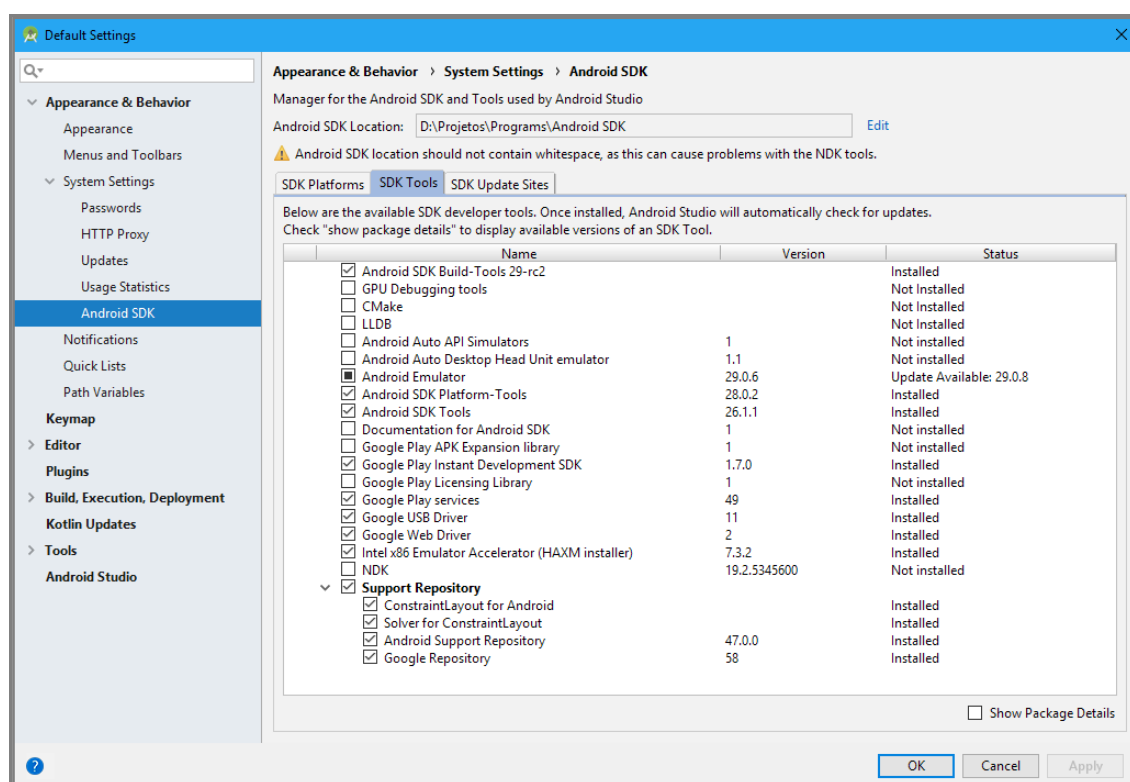 Default Settings
Appearance & Behavior
Appearance
Menus and Toolbars
System Settings
Passwords
HTTP Proxy
Updates
Usage Statistics
Android SDK
Notifications
Quick Lists
Path Variables
Keymap
Editor
Plugins
Build, Execution, Deployment
Kotlin Updates
Tools
Android Studio
Appearance & Behavior > System Settings > Android SDK
Manager for the Android SDK and Tools used by Android Studio
Android SDK Location: D:\Projetos\Programs\Android SDK Edit
Android SDK location should not contain whitespace, as this can cause problems with the NDK tools.
SDK Platforms SDK Tools SDK Update Sites
Below are the available SDK developer tools. Once installed, Android Studio will automatically check for updates.
Check "show package details" to display available versions of an SDK Tool.
Name Version Status
Android SDK Build-Tools 29-rc2 Installed
GPU Debugging tools Not Installed
CMake Not Installed
LLDB Not Installed
Android Auto API Simulators 1 Not installed
Android Auto Desktop Head Unit emulator 1.1 Not installed
Android Emulator 29.0.6 Update Available: 29.0.8
Android SDK Platform-Tools 28.0.2 Installed
Android SDK Tools 26.1.1 Installed
Documentation for Android SDK 1 Not installed
Google Play APK Expansion library 1 Not installed
Google Play Instant Development SDK 1.7.0 Installed
Google Play Licensing Library 1 Not installed
Google Play services 49 Installed
Google USB Driver 11 Installed
Google Web Driver 2 Installed
Intel x86 Emulator Accelerator (HAXM installer) 7.3.2 Installed
NDK 19.2.5345600 Not installed
Support Repository
ConstraintLayout for Android Installed
Solver for ConstraintLayout Installed
Android Support Repository 47.0.0 Installed
Google Repository 58 Installed
Show Package Details
? OK Cancel Apply